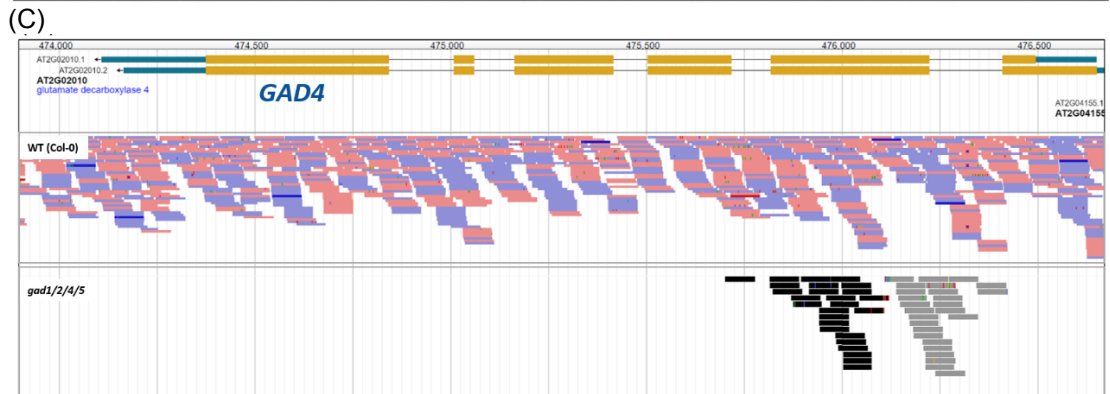 (C)
474,000 474,500 475,000 475,500 476,000 476,500
AT2G02010.1
AT2G02010.2
AT2G02010
glutamate decarboxylase 4
GAD4
AT2G04155.1
AT2G04155
WT (Col-0)
gad1/2/4/5